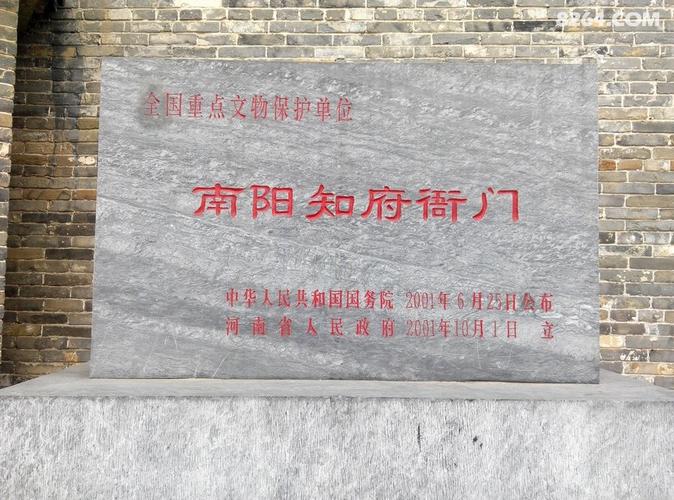 8264.COM
全国重点文物保护单位
南阳知府衙门
中华人民共和国国务院 2001年6月25日公布
河南省人民政府 2001年10月1日 立